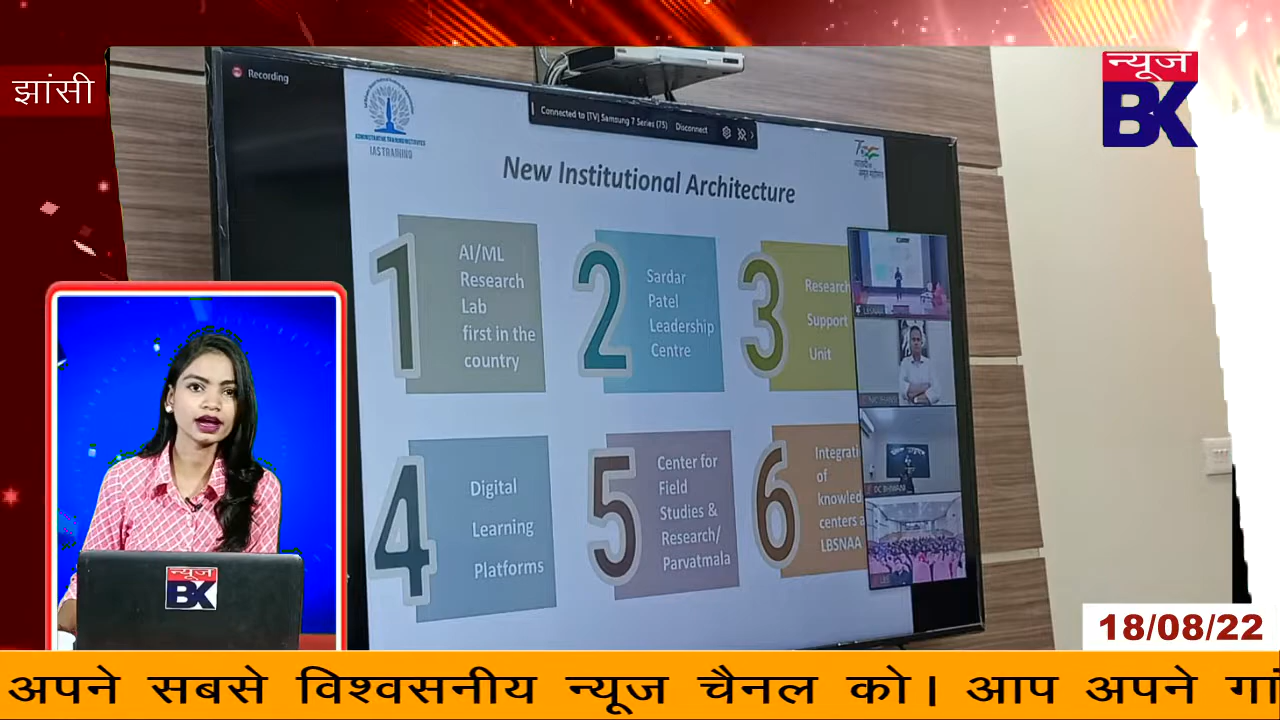 झांसी
न्यूज
BK
Recording
Connected to (TV) Samsung 7 Series (75) Disconnect
IAS TRAINING
New Institutional Architecture
1
AI/ML
Research
Lab
first in the
country
2
Sardar
Patel
Leadership
Centre
3
Research
Support
Unit
4
Digital
Learning
Platforms
5
Center for
Field
Studies &
Research/
Parvatmala
6
of
centers
LBSNAA
न्यूज
BK
18/08/22
अपने सबसे विश्वसनीय न्यूज चैनल को। आप अपने